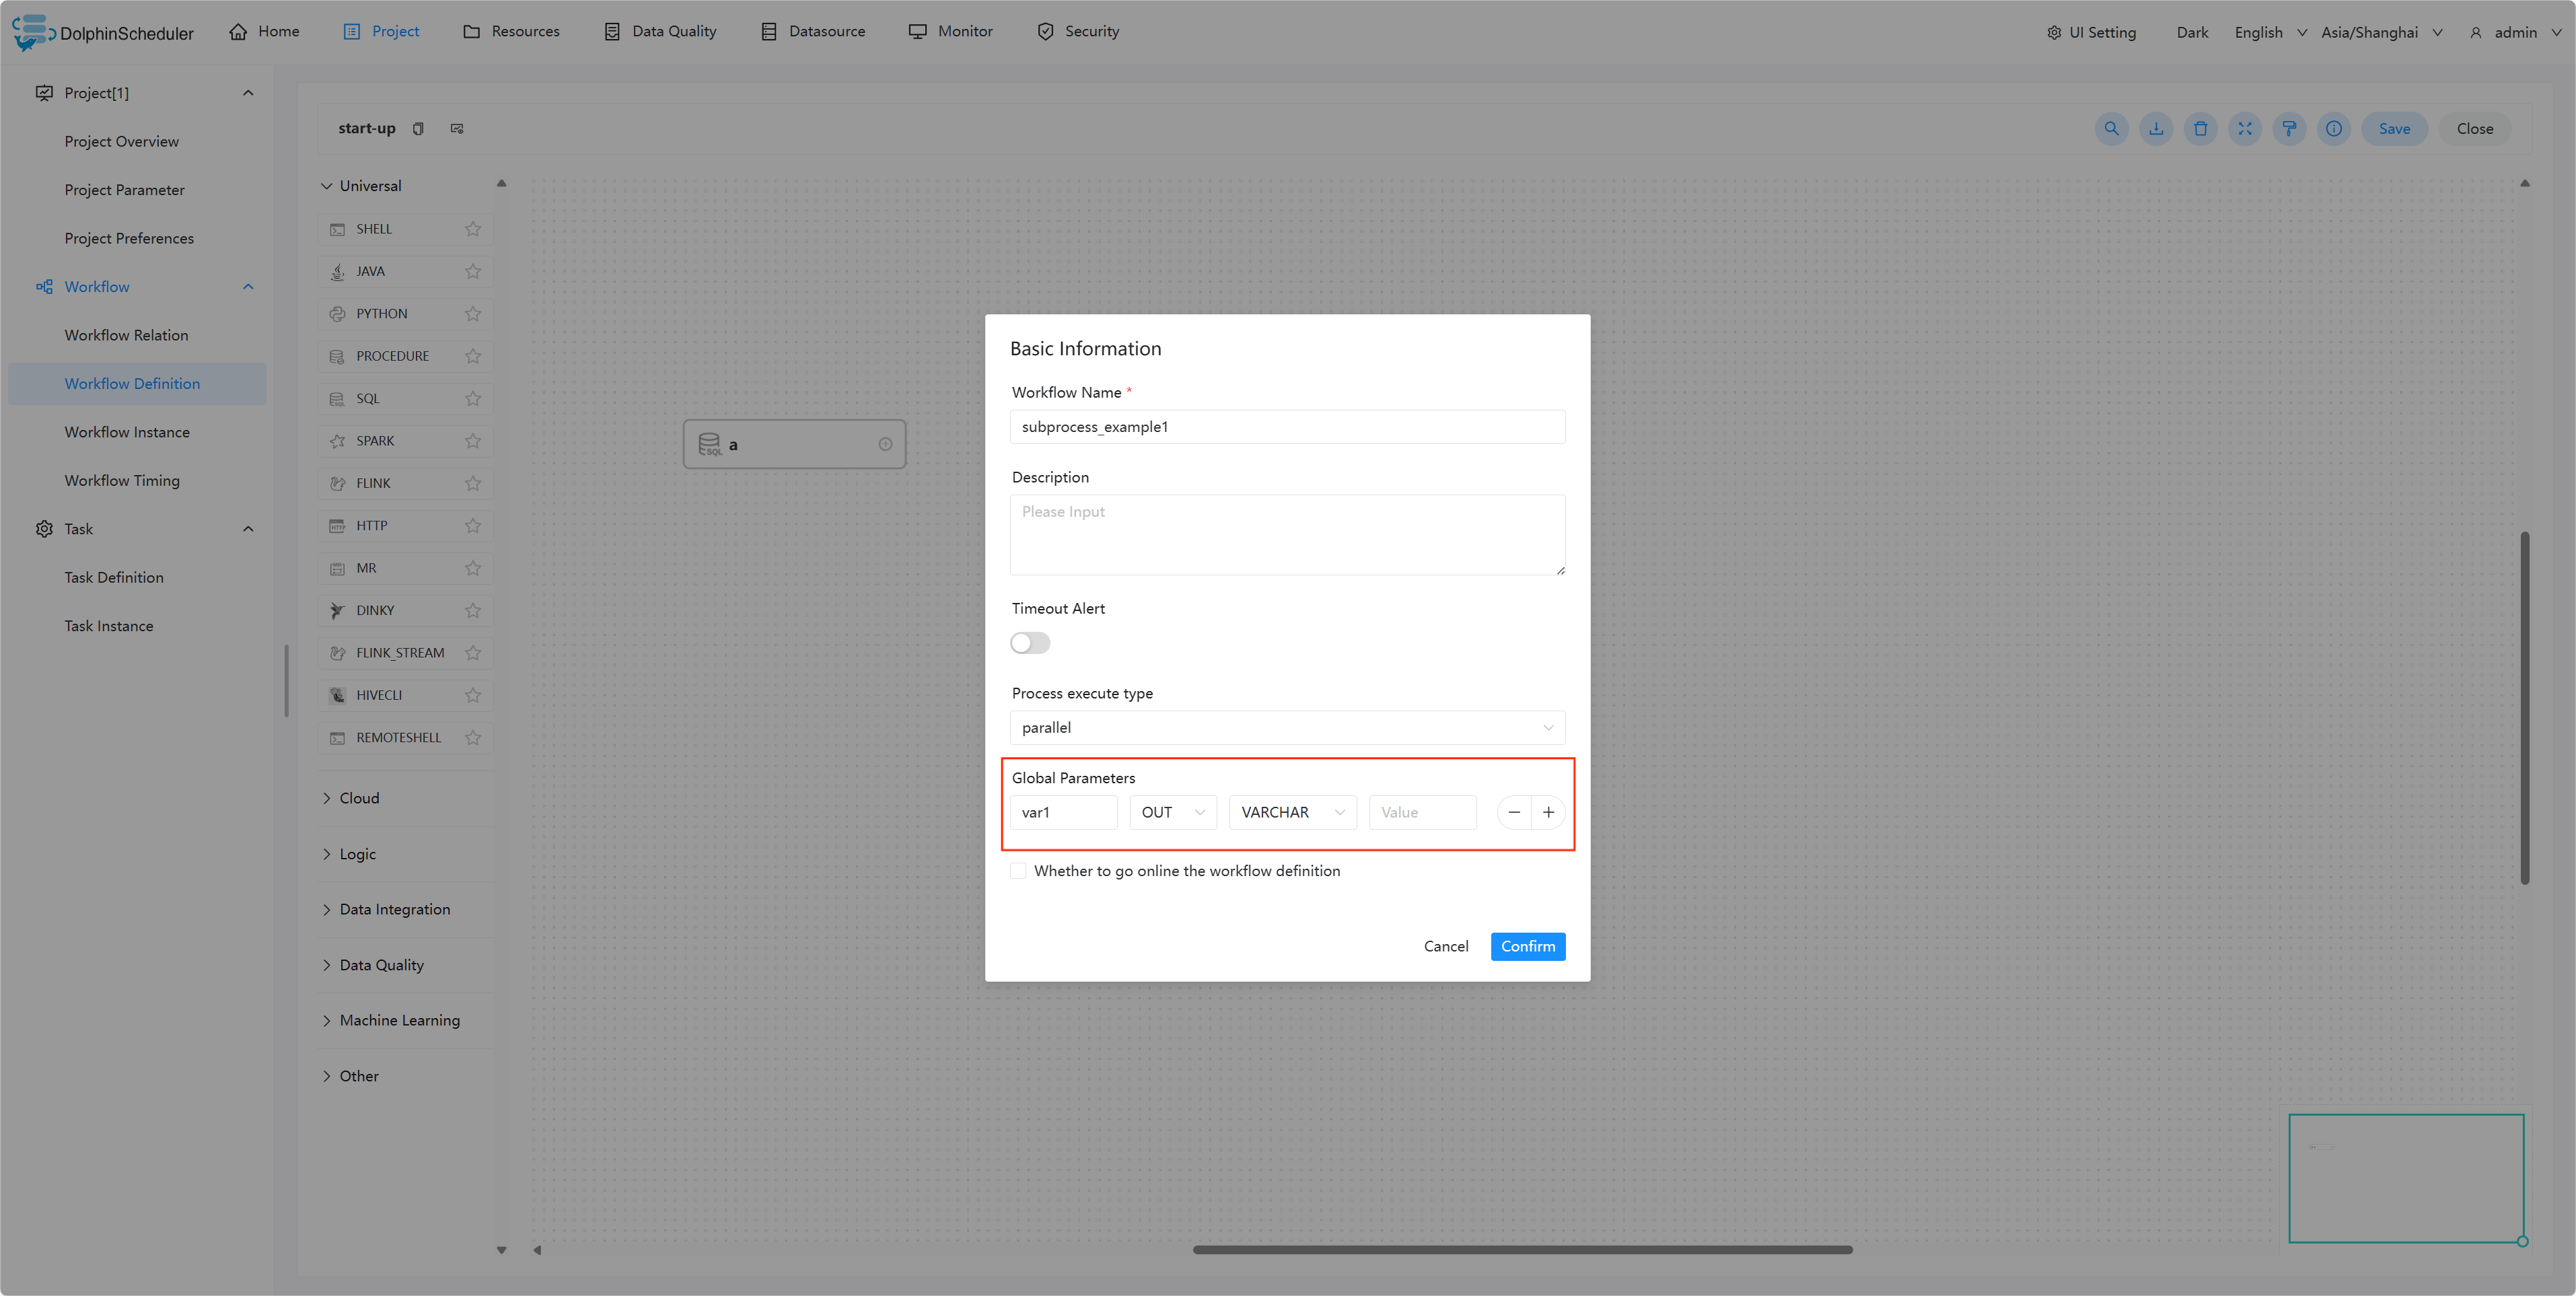 DolphinScheduler
Home
Project
Resources
Data Quality
Datasource
Monitor
Security
UI Setting
Dark
English
Asia/Shanghai
admin
Project[1]
Project Overview
Project Parameter
Project Preferences
Workflow
Workflow Relation
Workflow Definition
Workflow Instance
Workflow Timing
Task
Task Definition
Task Instance
start-up
Save
Close
Universal
SHELL
JAVA
PYTHON
PROCEDURE
SQL
SPARK
FLINK
HTTP
MR
DINKY
FLINK_STREAM
HIVECLI
REMOTESHELL
Cloud
Logic
Data Integration
Data Quality
Machine Learning
Other
SQL a
Basic Information
Workflow Name *
subprocess_example1
Description
Please Input
Timeout Alert
Process execute type
parallel
Global Parameters
var1 OUT VARCHAR Value
Whether to go online the workflow definition
Cancel Confirm